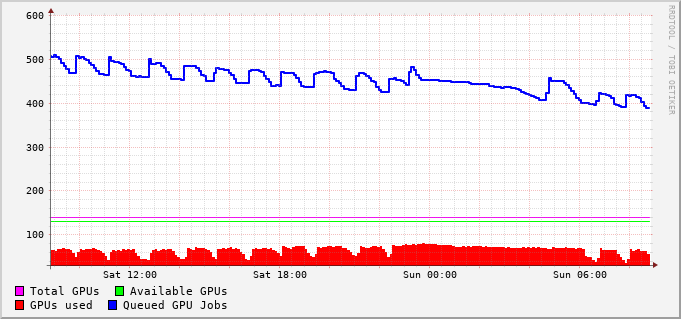 600
500
400
300
200
100
Sat 12:00 Sat 18:00 Sun 00:00 Sun 06:00
Total GPUs Available GPUs
GPUs used Queued GPU Jobs
RRDTOOL / TOBI OETIKER